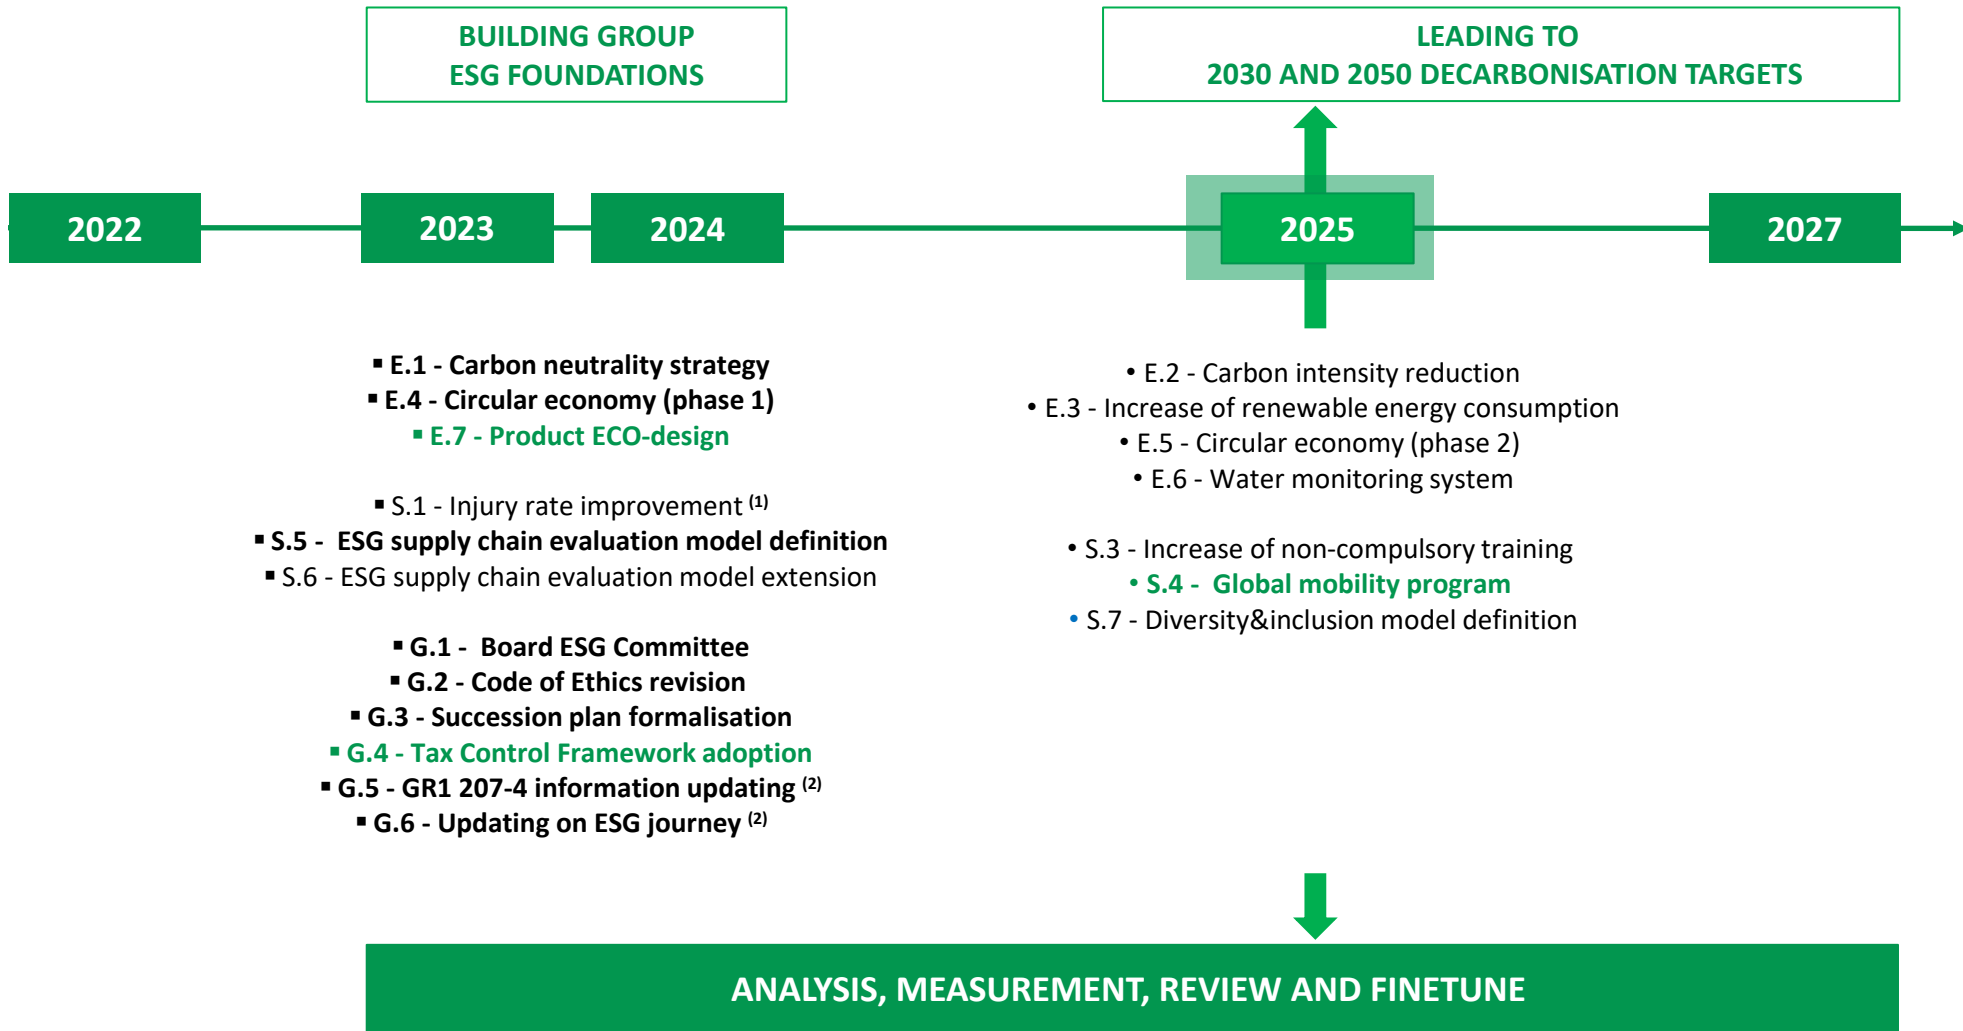 BUILDING GROUP
ESG FOUNDATIONS
LEADING TO
2030 AND 2050 DECARBONISATION TARGETS
2022
2023
2024
2025
2027
▪ E.1 - Carbon neutrality strategy
▪ E.4 - Circular economy (phase 1)
▪ E.7 - Product ECO-design
▪ S.1 - Injury rate improvement (1)
▪ S.5 - ESG supply chain evaluation model definition
▪ S.6 - ESG supply chain evaluation model extension
▪ G.1 - Board ESG Committee
▪ G.2 - Code of Ethics revision
▪ G.3 - Succession plan formalisation
▪ G.4 - Tax Control Framework adoption
▪ G.5 - GR1 207-4 information updating (2)
▪ G.6 - Updating on ESG journey (2)
• E.2 - Carbon intensity reduction
• E.3 - Increase of renewable energy consumption
• E.5 - Circular economy (phase 2)
• E.6 - Water monitoring system
• S.3 - Increase of non-compulsory training
• S.4 - Global mobility program
• S.7 - Diversity&inclusion model definition
ANALYSIS, MEASUREMENT, REVIEW AND FINETUNE